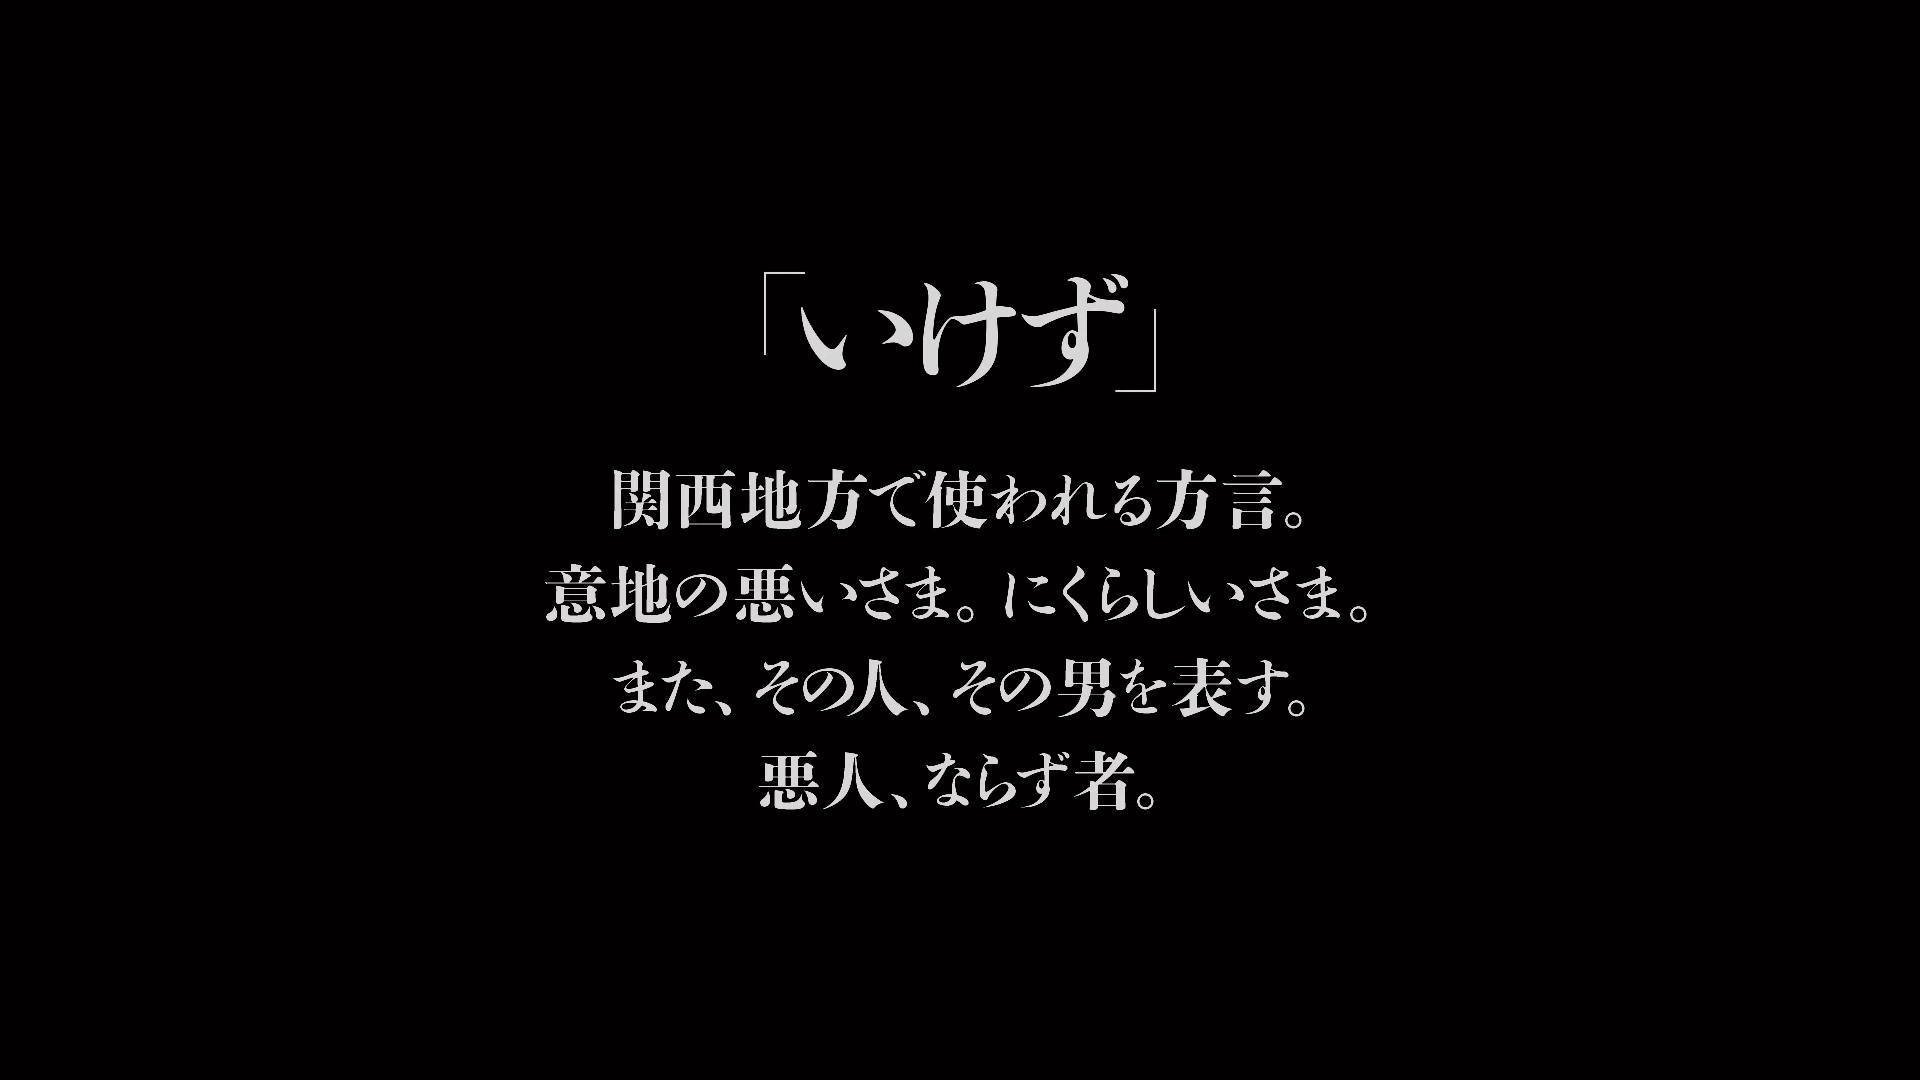 「いけず」
関西地方で使われる方言。
意地の悪いさま。にくらしいさま。
また、その人、その男を表す。
悪人、ならず者。